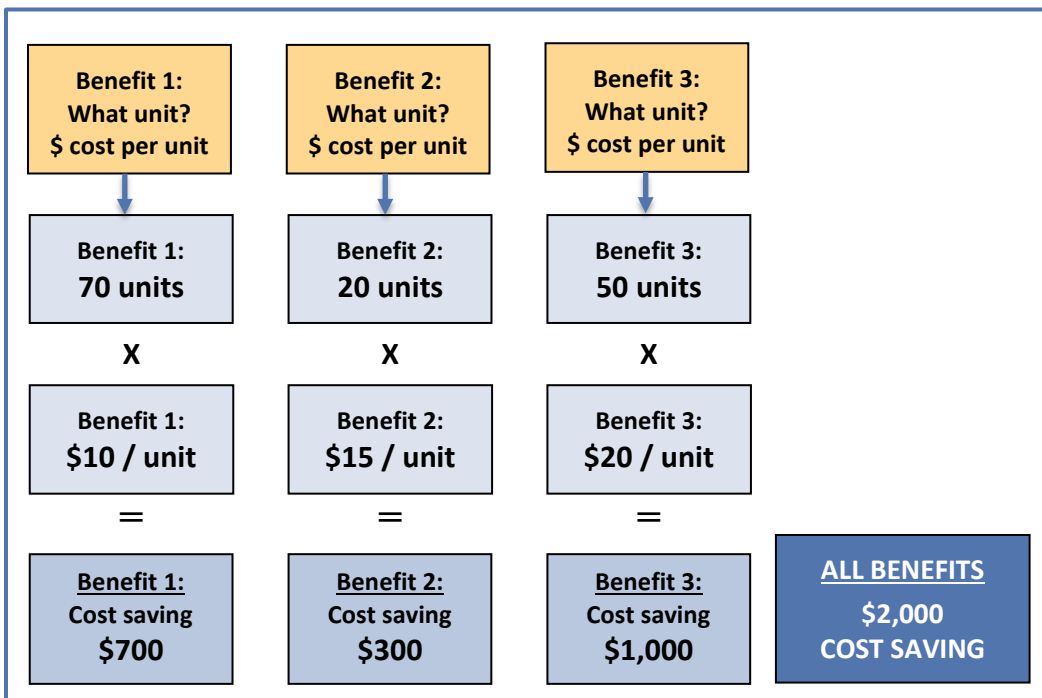 Benefit 1:
What unit?
$ cost per unit
Benefit 2:
What unit?
$ cost per unit
Benefit 3:
What unit?
$ cost per unit
Benefit 1:
70 units
Benefit 2:
20 units
Benefit 3:
50 units
X
X
X
Benefit 1:
$10 / unit
Benefit 2:
$15 / unit
Benefit 3:
$20 / unit
=
=
=
Benefit 1:
Cost saving
$700
Benefit 2:
Cost saving
$300
Benefit 3:
Cost saving
$1,000
ALL BENEFITS
$2,000
COST SAVING